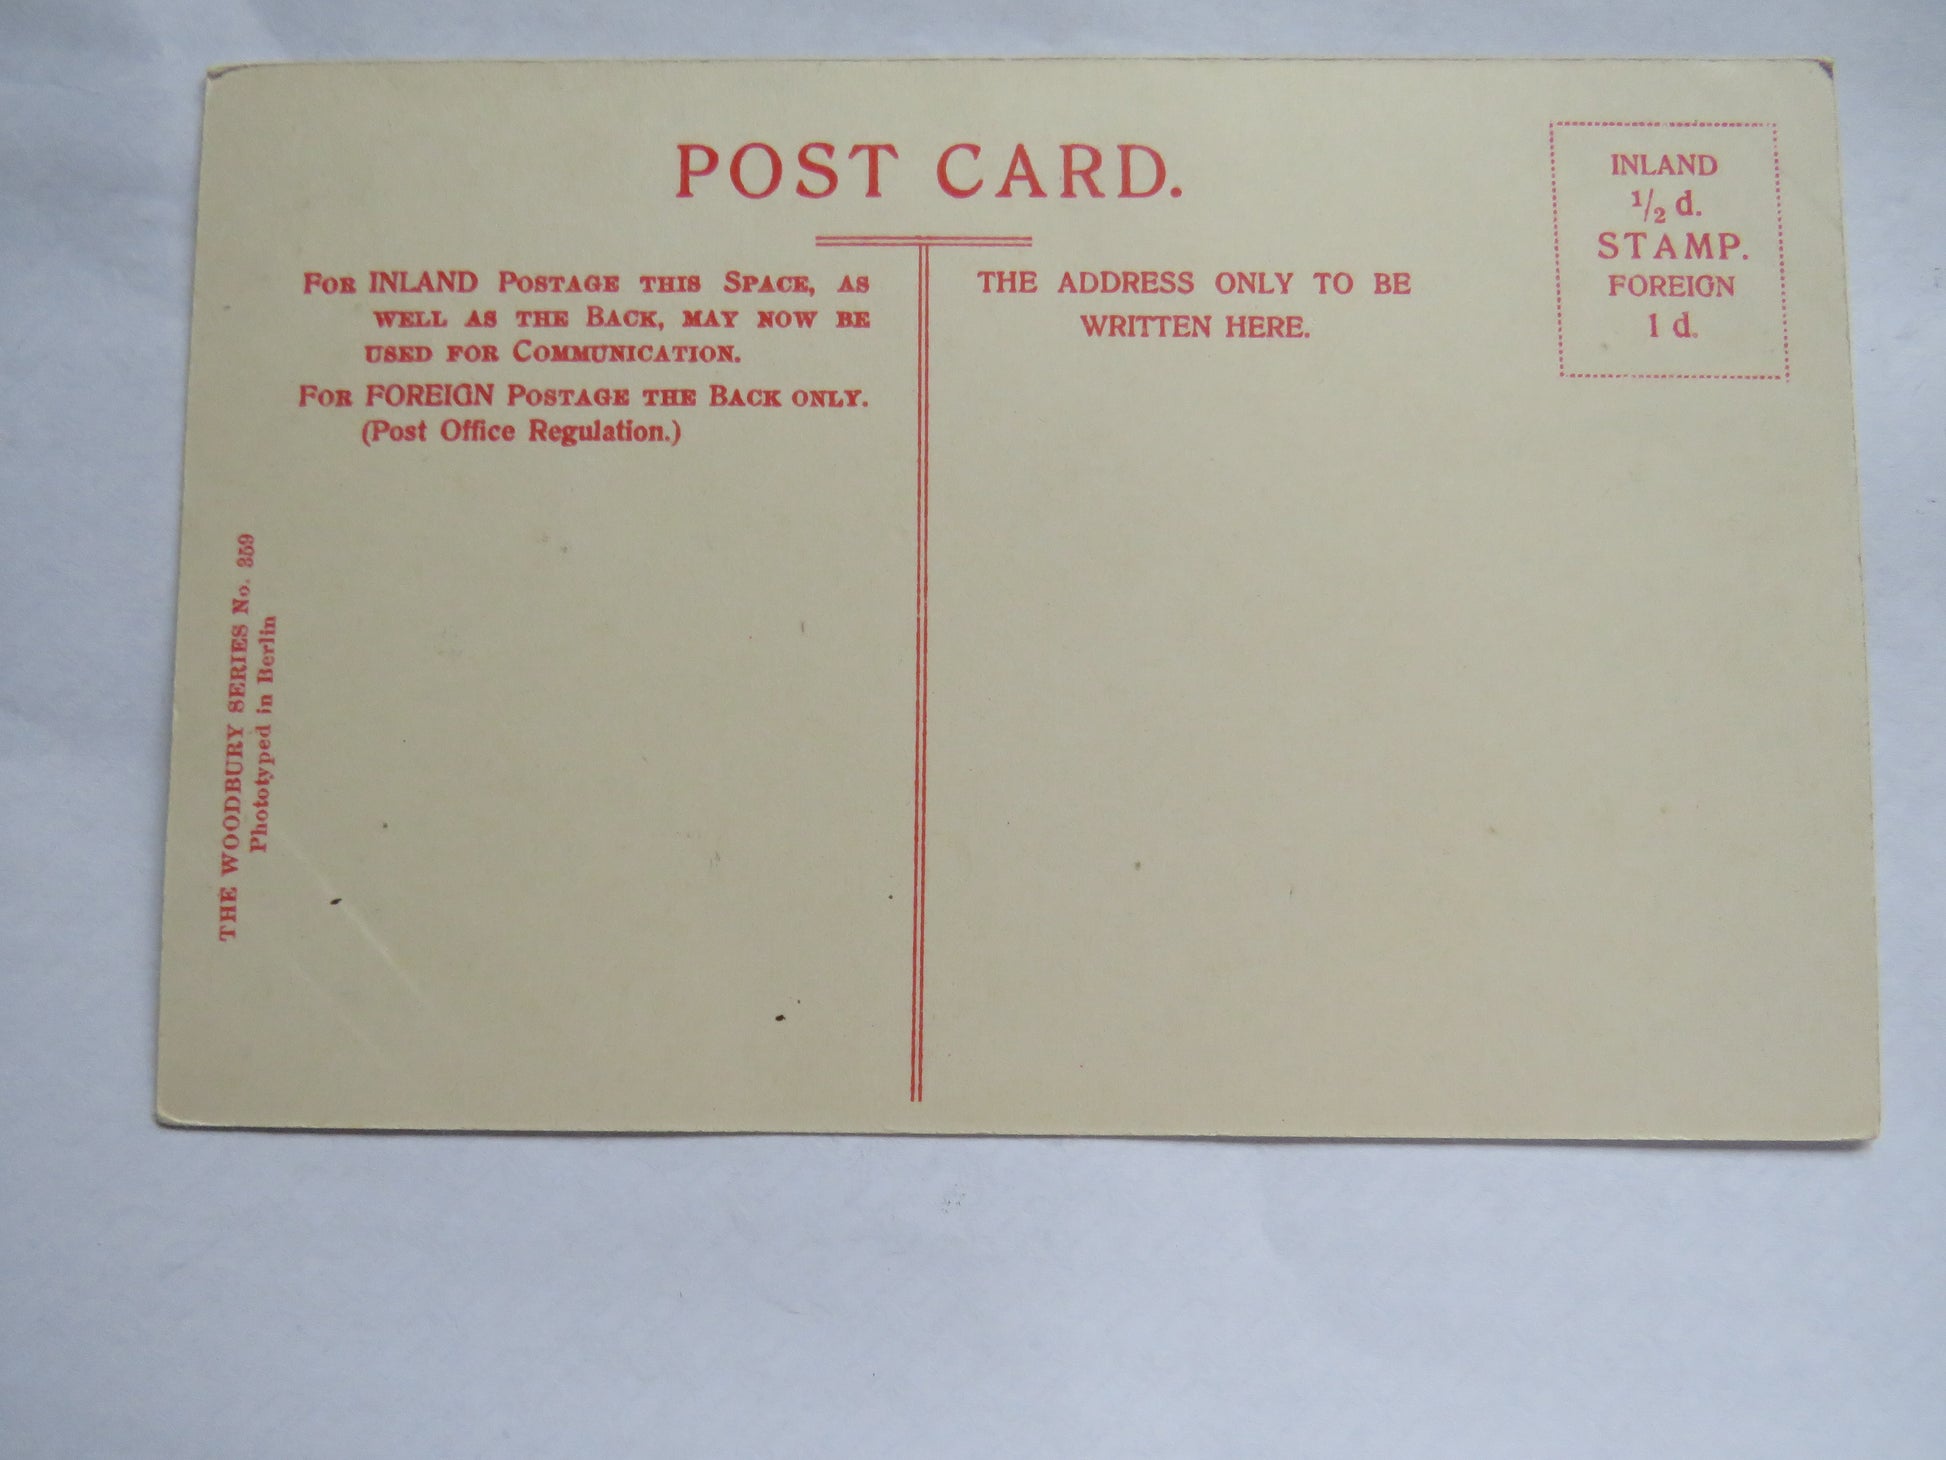 POST CARD.
INLAND
1/2 d.
STAMP.
FOREIGN
1 d.
FOR INLAND POSTAGE THIS SPACE, AS
WELL AS THE BACK, MAY NOW BE
USED FOR COMMUNICATION.
FOR FOREIGN POSTAGE THE BACK ONLY.
(Post Office Regulation.)
THE ADDRESS ONLY TO BE
WRITTEN HERE.
THE WOODBURY SERIES No. 359
Phototyped in Berlin